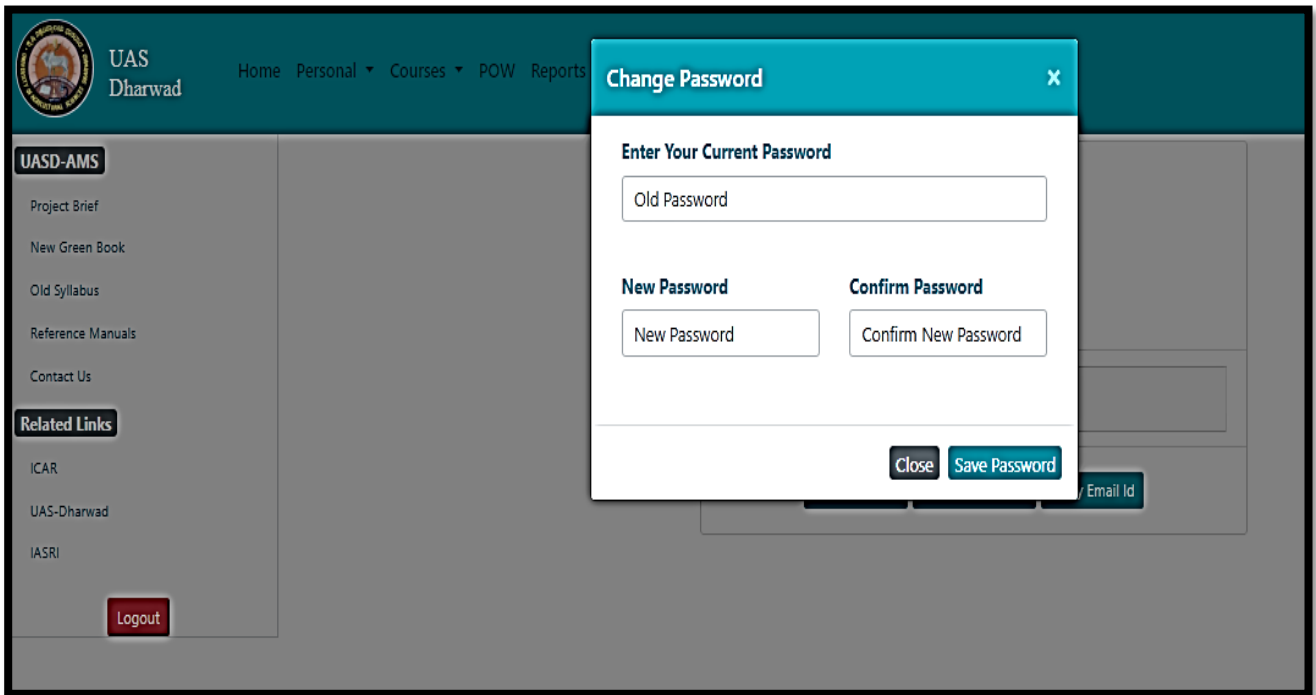 UAS
Dharwad
Home Personal Courses POW Reports
Change Password
×
Enter Your Current Password
Old Password
New Password Confirm Password
New Password Confirm New Password
Close Save Password
UASD-AMS
Project Brief
New Green Book
Old Syllabus
Reference Manuals
Contact Us
Related Links
ICAR
UAS-Dharwad
IASRI
Logout
Email Id